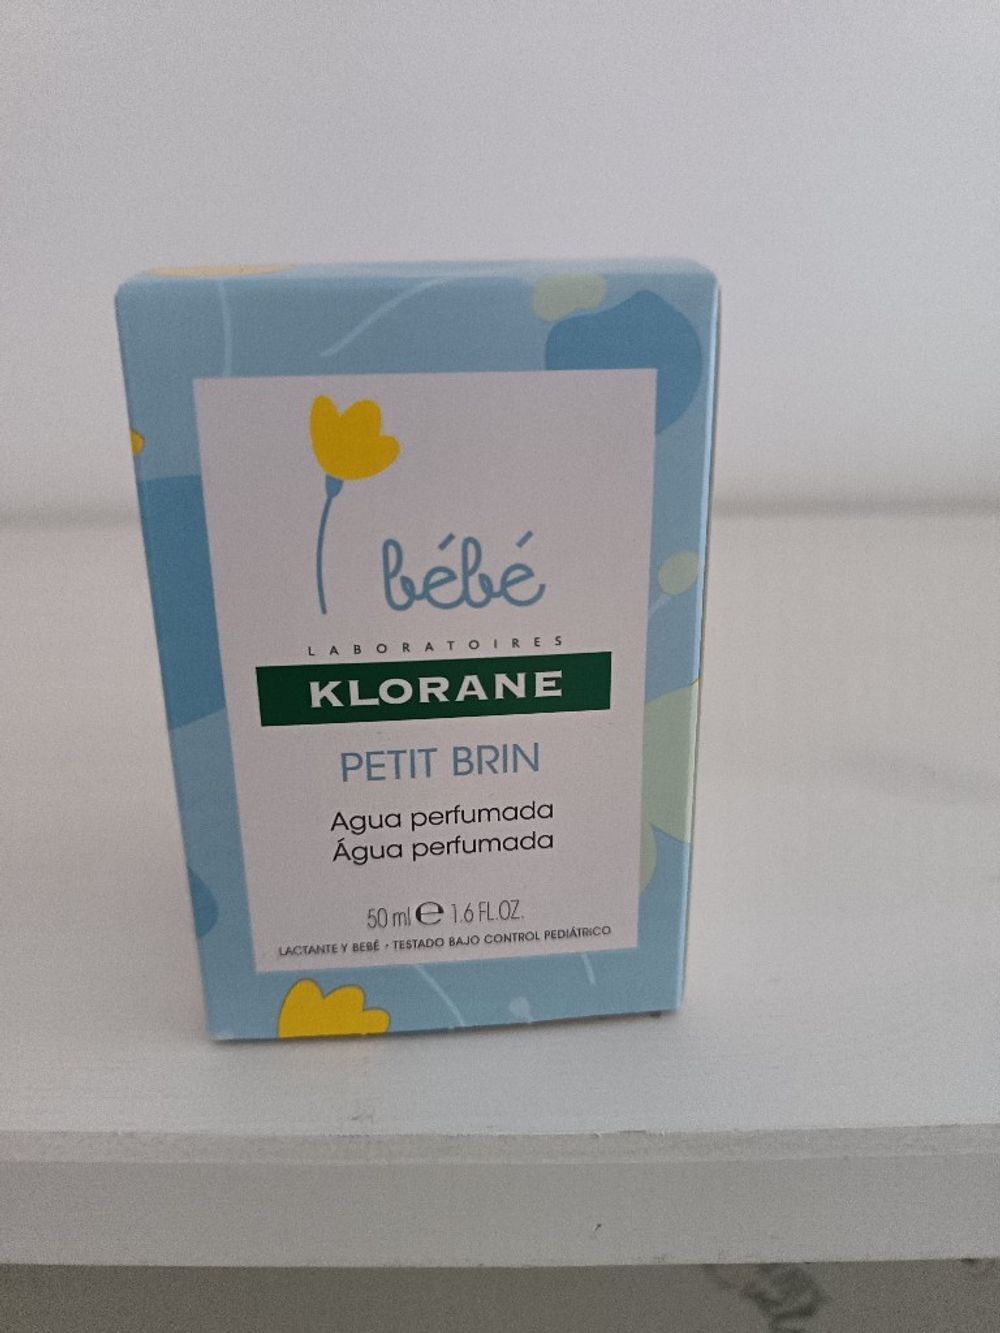 bébé
LABORATOIRES
KLORANE
PETIT BRIN
Agua perfumada
Água perfumada
50 ml ℮ 1.6 FL.OZ.
LACTANTE Y BEBÉ • TESTADO BAJO CONTROL PEDIÁTRICO